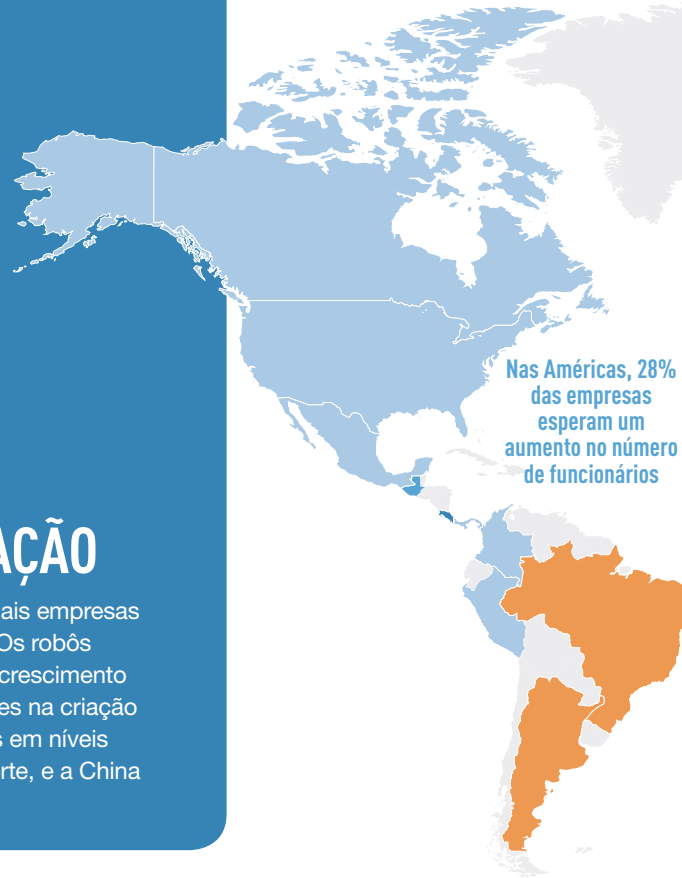 Nas Américas, 28%
das empresas
esperam um
aumento no número
de funcionários
AÇÃO
ais empresas
Os robôs
crescimento
es na criação
s em níveis
rte, e a China